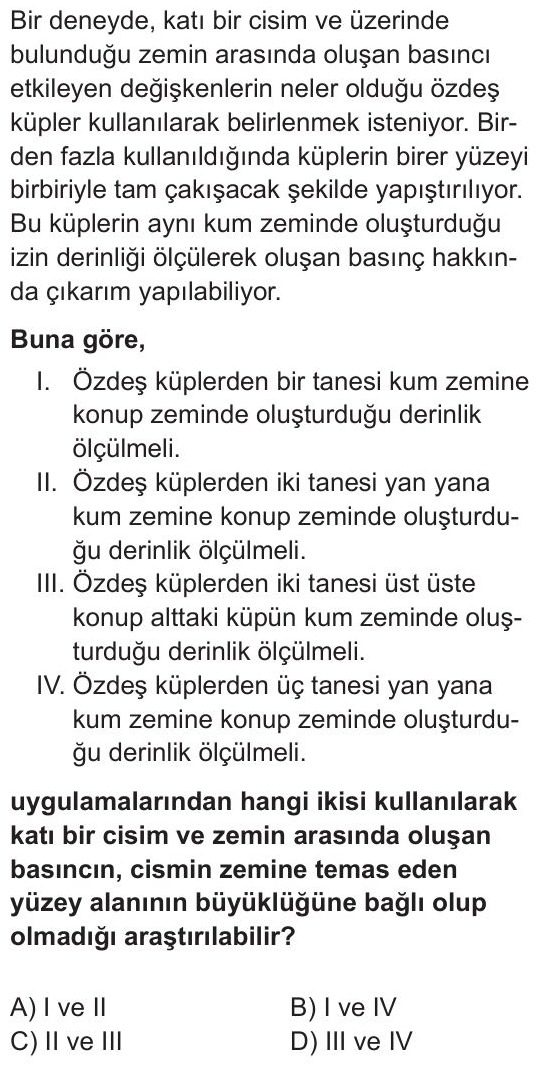 Bir deneyde, katı bir cisim ve üzerinde
bulunduğu zemin arasında oluşan basıncı
etkileyen değişkenlerin neler olduğu özdeş
küpler kullanılarak belirlenmek isteniyor. Bir-
den fazla kullanıldığında küplerin birer yüzeyi
birbiriyle tam çakışacak şekilde yapıştırılıyor.
Bu küplerin aynı kum zeminde oluşturduğu
izin derinliği ölçülerek oluşan basınç hakkın-
da çıkarım yapılabiliyor.
Buna göre,
I. Özdeş küplerden bir tanesi kum zemine
konup zeminde oluşturduğu derinlik
ölçülmeli.
II. Özdeş küplerden iki tanesi yan yana
kum zemine konup zeminde oluşturdu-
ğu derinlik ölçülmeli.
III. Özdeş küplerden iki tanesi üst üste
konup alttaki küpün kum zeminde oluş-
turduğu derinlik ölçülmeli.
IV. Özdeş küplerden üç tanesi yan yana
kum zemine konup zeminde oluşturdu-
ğu derinlik ölçülmeli.
uygulamalarından hangi ikisi kullanılarak
katı bir cisim ve zemin arasında oluşan
basıncın, cismin zemine temas eden
yüzey alanının büyüklüğüne bağlı olup
olmadığı araştırılabilir?
A) I ve II B) I ve IV
C) II ve III D) III ve IV